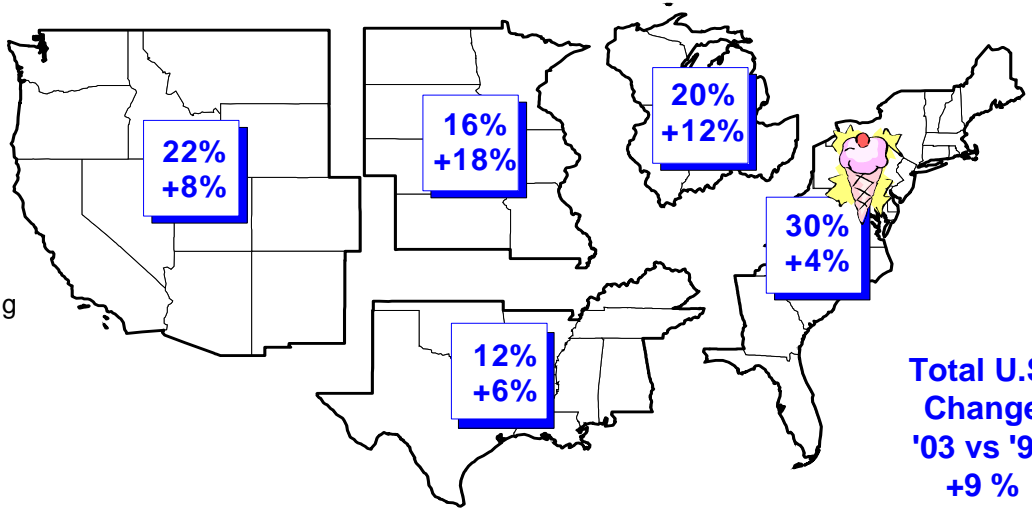 20%
+12%
16%
+18%
22%
+8%
30%
+4%
g
12%
+6%
Total U.S
Change
'03 vs '9
+9 %